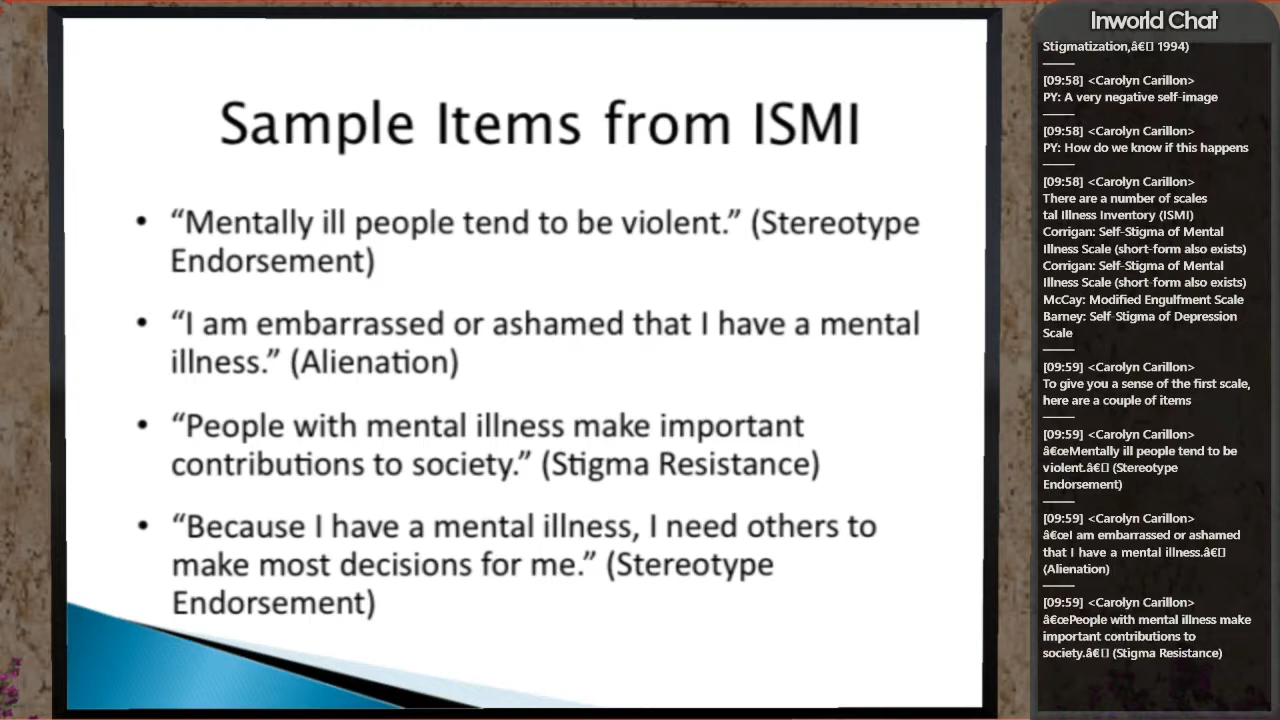 Sample Items from ISMI
• “Mentally ill people tend to be violent.” (Stereotype
Endorsement)
• “I am embarrassed or ashamed that I have a mental
illness.” (Alienation)
• “People with mental illness make important
contributions to society.” (Stigma Resistance)
• “Because I have a mental illness, I need others to
make most decisions for me.” (Stereotype
Endorsement)
Inworld Chat
Stigmatization,â€▯ 1994)
[09:58] <Carolyn Carillon>
PY: A very negative self-image
[09:58] <Carolyn Carillon>
PY: How do we know if this happens
[09:58] <Carolyn Carillon>
There are a number of scales
tal Illness Inventory (ISMI)
Corrigan: Self-Stigma of Mental
Illness Scale (short-form also exists)
Corrigan: Self-Stigma of Mental
Illness Scale (short-form also exists)
McCay: Modified Engulfment Scale
Barney: Self-Stigma of Depression
Scale
[09:59] <Carolyn Carillon>
To give you a sense of the first scale,
here are a couple of items
[09:59] <Carolyn Carillon>
â€œMentally ill people tend to be
violent.â€▯ (Stereotype
Endorsement)
[09:59] <Carolyn Carillon>
â€œI am embarrassed or ashamed
that I have a mental illness.â€▯
(Alienation)
[09:59] <Carolyn Carillon>
â€œPeople with mental illness make
important contributions to
society.â€▯ (Stigma Resistance)